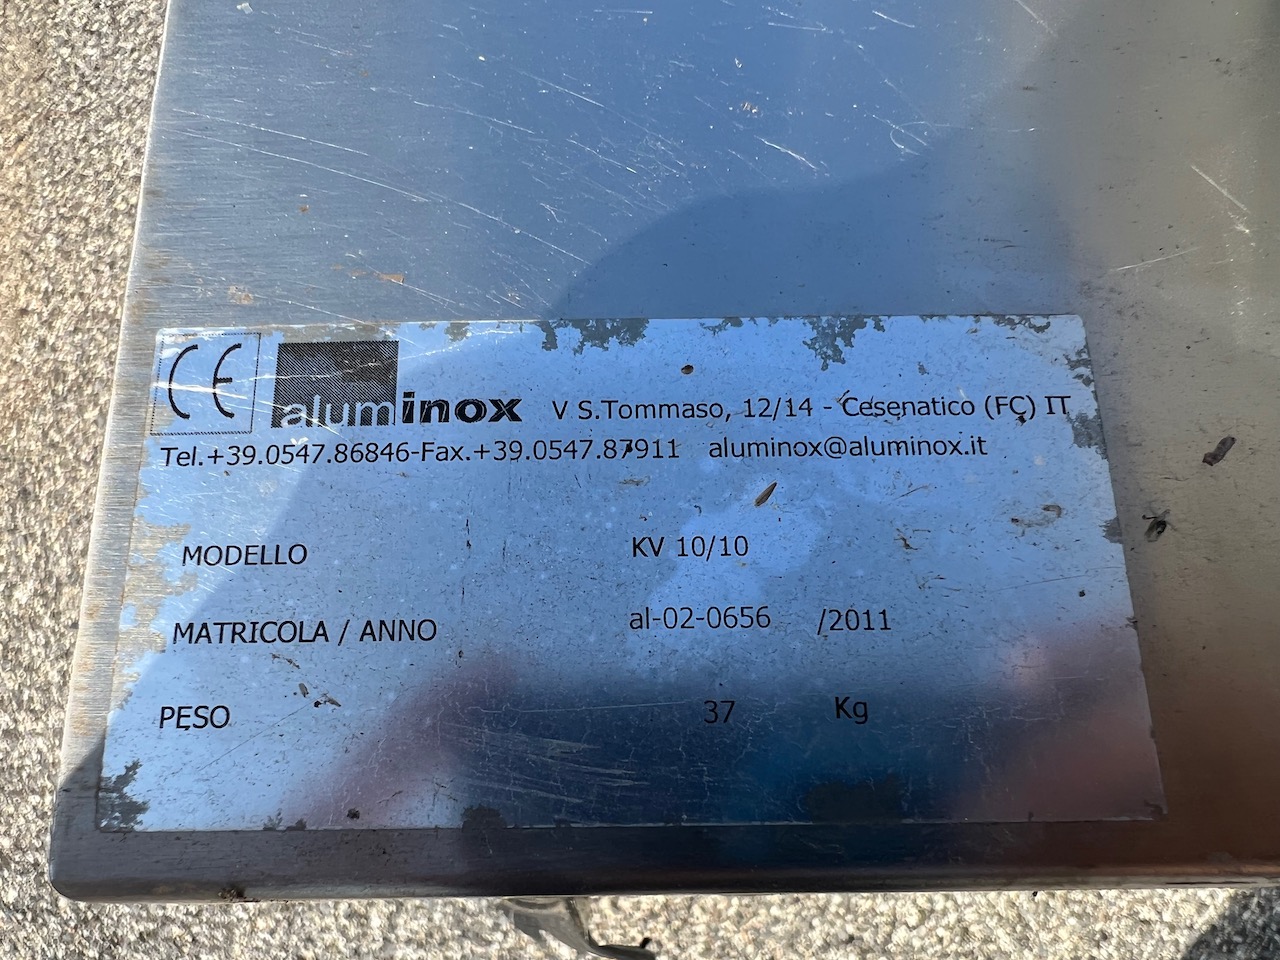 CE aluminox V S.Tommaso, 12/14 - Cesenatico (FC) IT
Tel.+39.0547.86846-Fax.+39.0547.87911 aluminox@aluminox.it
MODELLO KV 10/10
MATRICOLA / ANNO al-02-0656 /2011
PESO 37 Kg